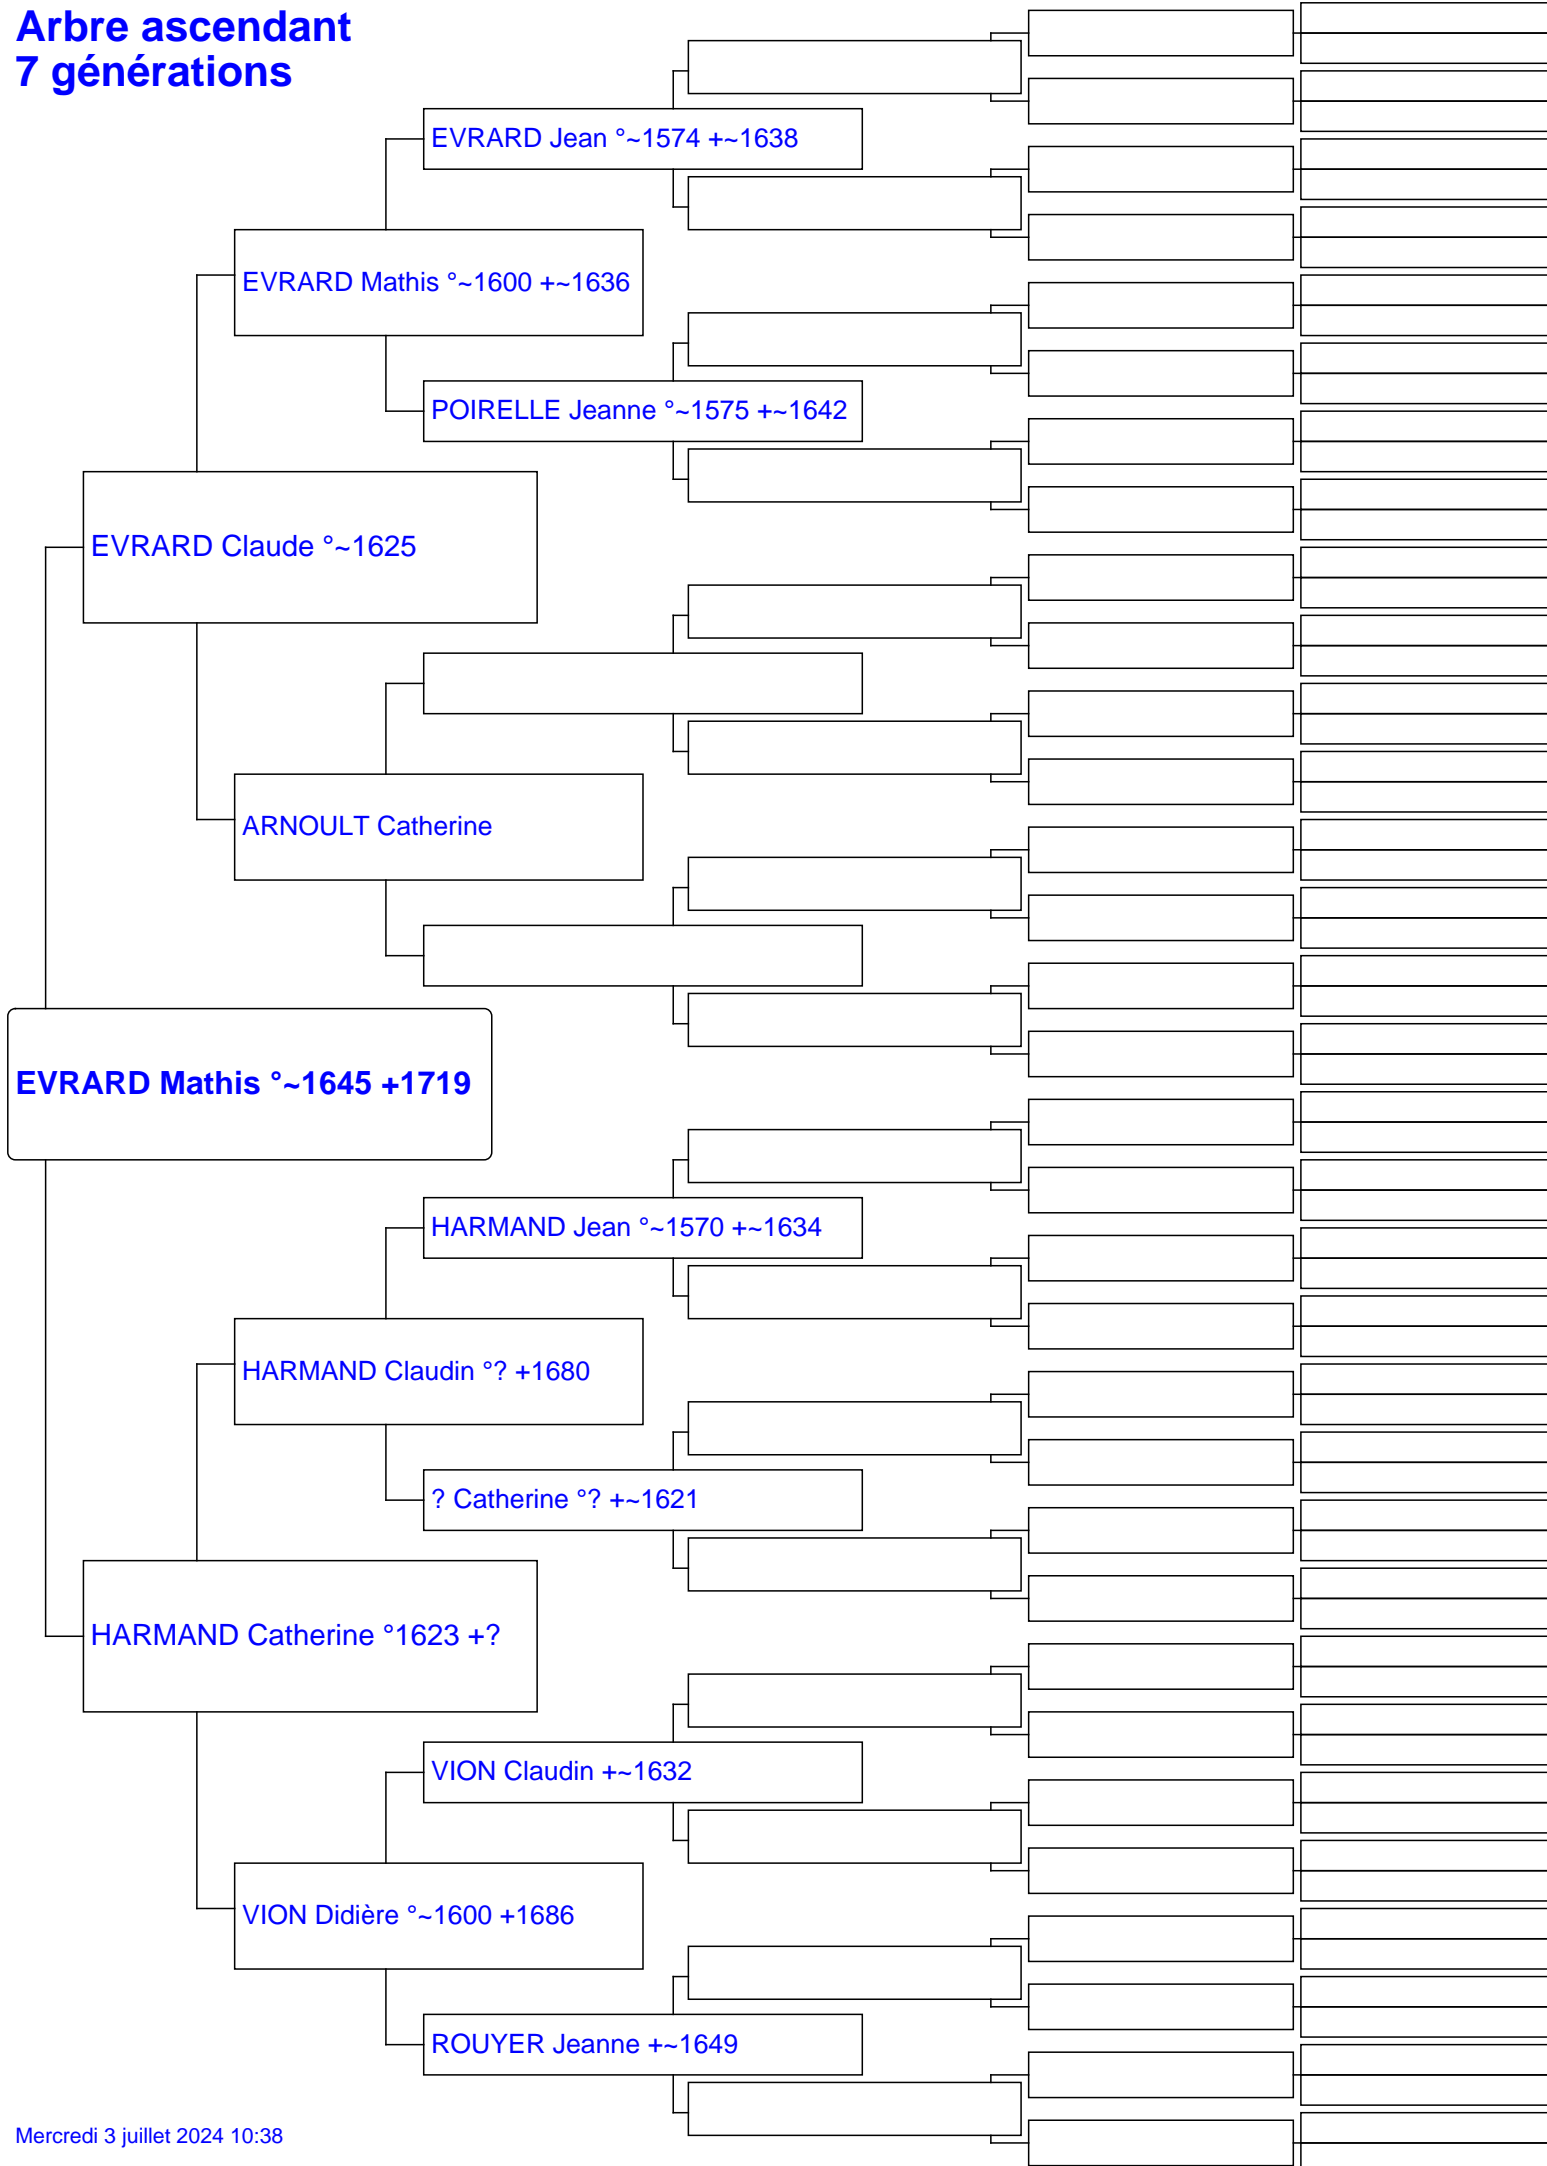 Arbre ascendant
7 générations
EVRARD Jean °~1574 +~1638
EVRARD Mathis °~1600 +~1636
POIRELLE Jeanne °~1575 +~1642
EVRARD Claude °~1625
ARNOULT Catherine
EVRARD Mathis °~1645 +1719
HARMAND Jean °~1570 +~1634
HARMAND Claudin °? +1680
? Catherine °? +~1621
HARMAND Catherine °1623 +?
VION Claudin +~1632
VION Didière °~1600 +1686
ROUYER Jeanne +~1649
Mercredi 3 juillet 2024 10:38